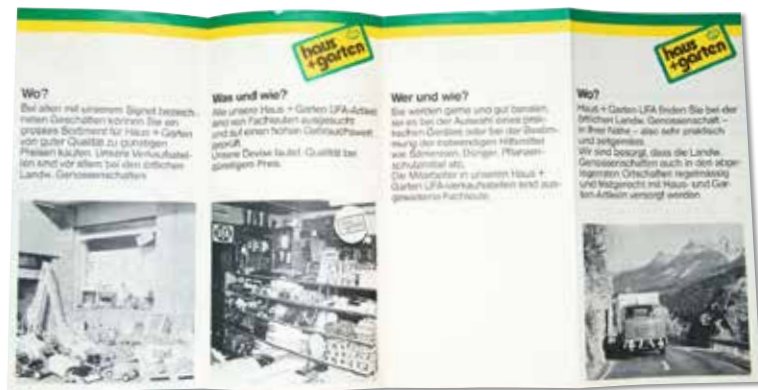 haus
+garten
haus
+garten
Wo?
Bei allen mit unserem Signet bezeich-
neten Geschäften können Sie ein
grosses Sortiment für Haus + Garten
von guter Qualität zu günstigen
Preisen kaufen. Unsere Verkaufsstel-
len sind vor allem bei den örtlichen
Landw. Genossenschaften.
Was und wie?
Alle unsere Haus + Garten UFA-Artikel
sind von Fachleuten ausgesucht
und auf einen hohen Gebrauchswert
geprüft.
Unsere Devise lautet: Qualität bei
günstigem Preis.
Wer und wie?
Sie werden gerne und gut beraten,
sei es bei der Auswahl eines prak-
tischen Gerätes oder bei der Bestim-
mung der notwendigen Hilfsmittel
wie Sämereien, Dünger, Pflanzen-
schutzmittel etc.
Die Mitarbeiter in unseren Haus +
Garten UFA-Verkaufsstellen sind aus-
gewiesene Fachleute.
Wo?
Haus + Garten UFA finden Sie bei der
örtlichen Landw. Genossenschaft –
in Ihrer Nähe – also sehr praktisch
und zeitgemäss.
Wir sind besorgt, dass die Landw.
Genossenschaften auch in den abge-
legensten Ortschaften regelmässig
und fristgerecht mit Haus- und Gar-
ten-Artikeln versorgt werden.